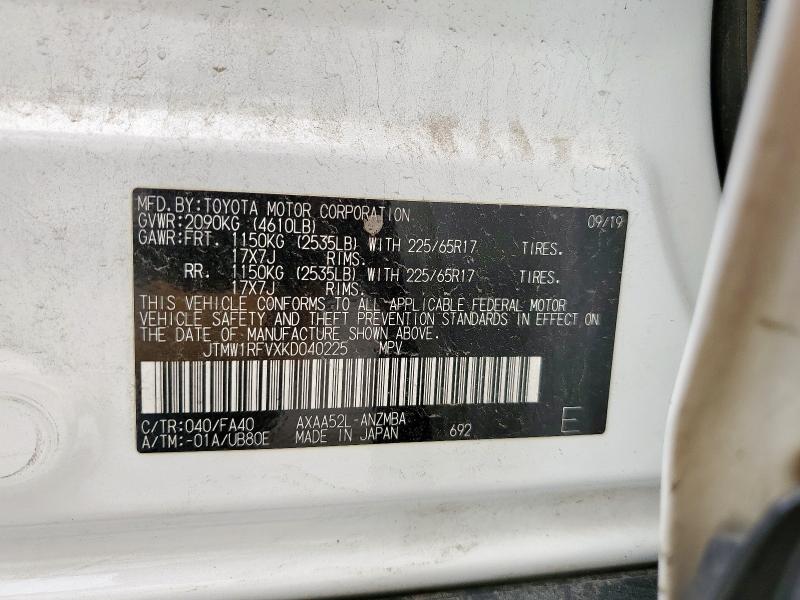 MFD.BY:TOYOTA MOTOR CORPORATION 09/19
GVWR:2090KG (4610LB)
GAWR:FRT. 1150KG (2535LB) WITH 225/65R17 TIRES.
17X7J RIMS.
RR. 1150KG (2535LB) WITH 225/65R17 TIRES.
17X7J RIMS.
THIS VEHICLE CONFORMS TO ALL APPLICABLE FEDERAL MOTOR
VEHICLE SAFETY AND THEFT PREVENTION STANDARDS IN EFFECT ON
THE DATE OF MANUFACTURE SHOWN ABOVE.
JTMW1RFVXKD040225 MPV
C/TR:040/FA40 AXAA52L-ANZMBA
A/TM:-01A/UB80E MADE IN JAPAN 692 E